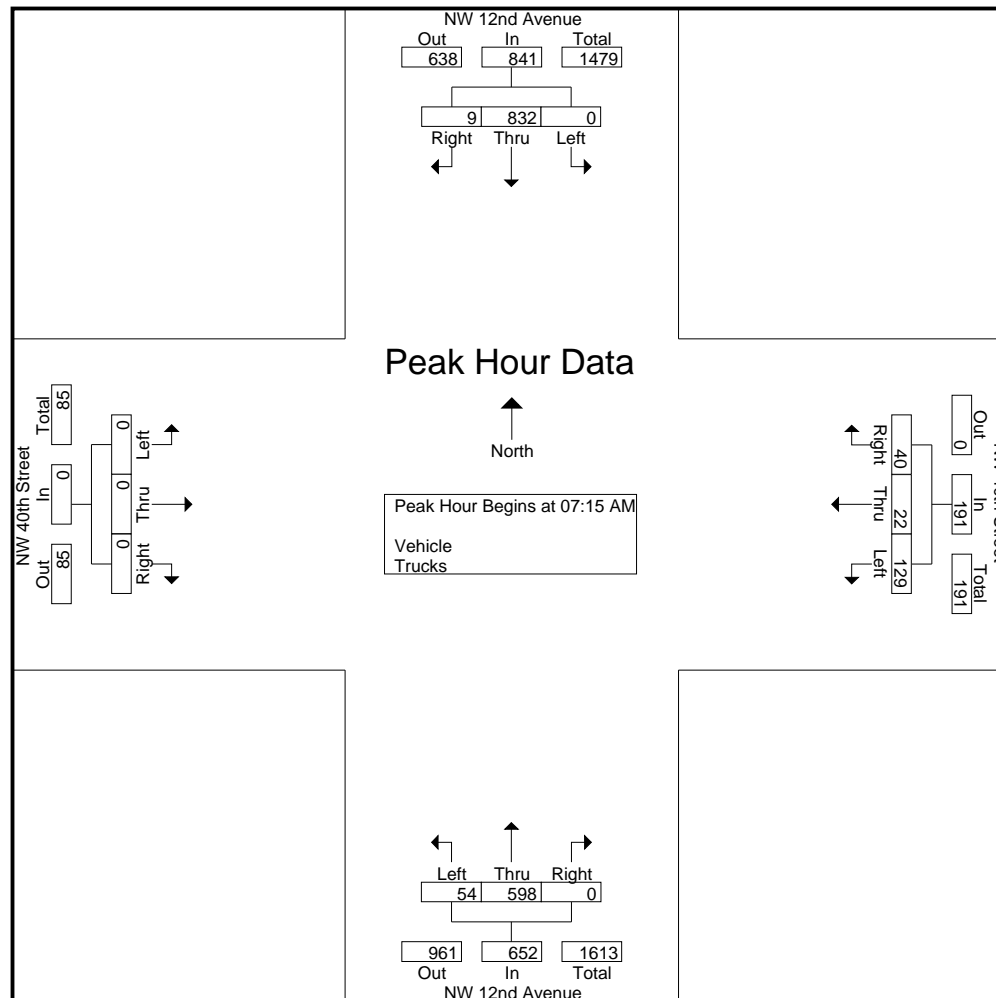 NW 12nd Avenue
Out In Total
638 841 1479
9 832 0
Right Thru Left
Peak Hour Data
North
Peak Hour Begins at 07:15 AM
Vehicle
Trucks
NW 40th Street
Out In Total
85 0 85
0 0 0
Right Thru Left
Right Thru Left
40 22 129
Out In Total
0 191 191
Left Thru Right
54 598 0
961 652 1613
Out In Total
NW 12nd Avenue